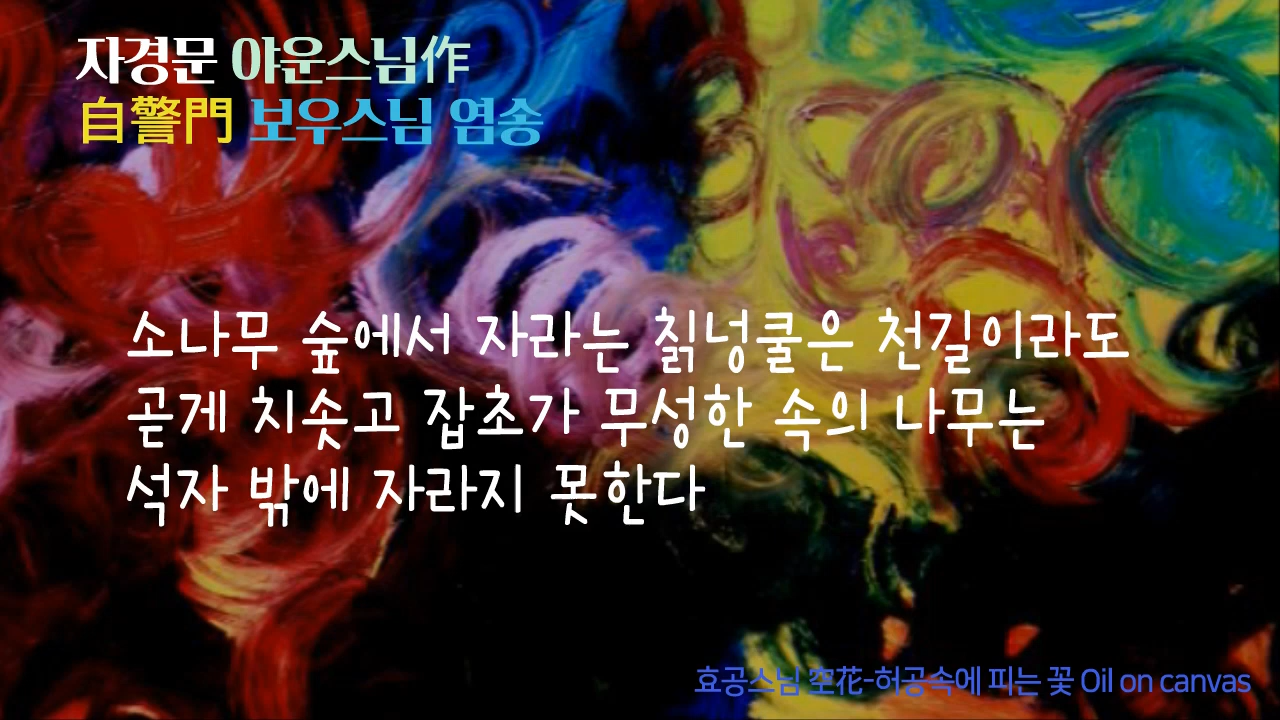 자경문 야운스님作
自警門 보우스님 염송
소나무 숲에서 자라는 칡넝쿨은 천길이라도
곧게 치솟고 잡초가 무성한 속의 나무는
석자 밖에 자라지 못한다
효공스님 空花-허공속에 피는 꽃 Oil on canvas